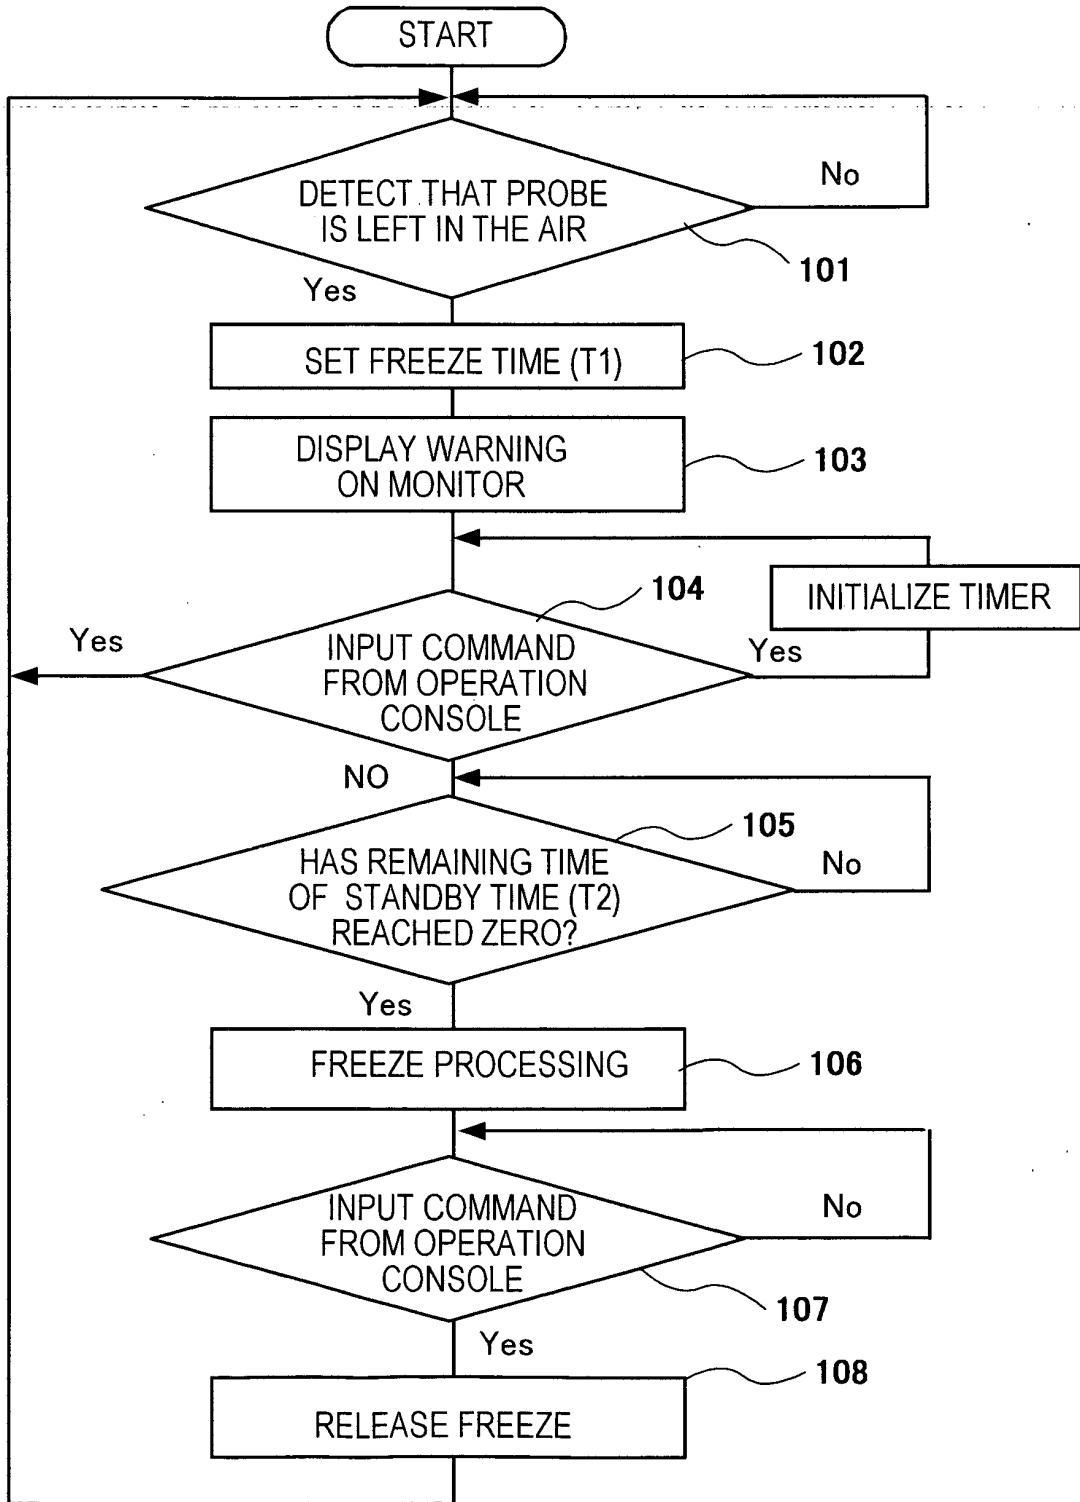 START
No
DETECT THAT PROBE
IS LEFT IN THE AIR
101
Yes
SET FREEZE TIME (T1)
102
DISPLAY WARNING
ON MONITOR
103
104
INITIALIZE TIMER
Yes
INPUT COMMAND
FROM OPERATION
CONSOLE
Yes
NO
105
HAS REMAINING TIME
OF STANDBY TIME (T2)
REACHED ZERO?
No
Yes
FREEZE PROCESSING
106
INPUT COMMAND
FROM OPERATION
CONSOLE
No
107
Yes
108
RELEASE FREEZE